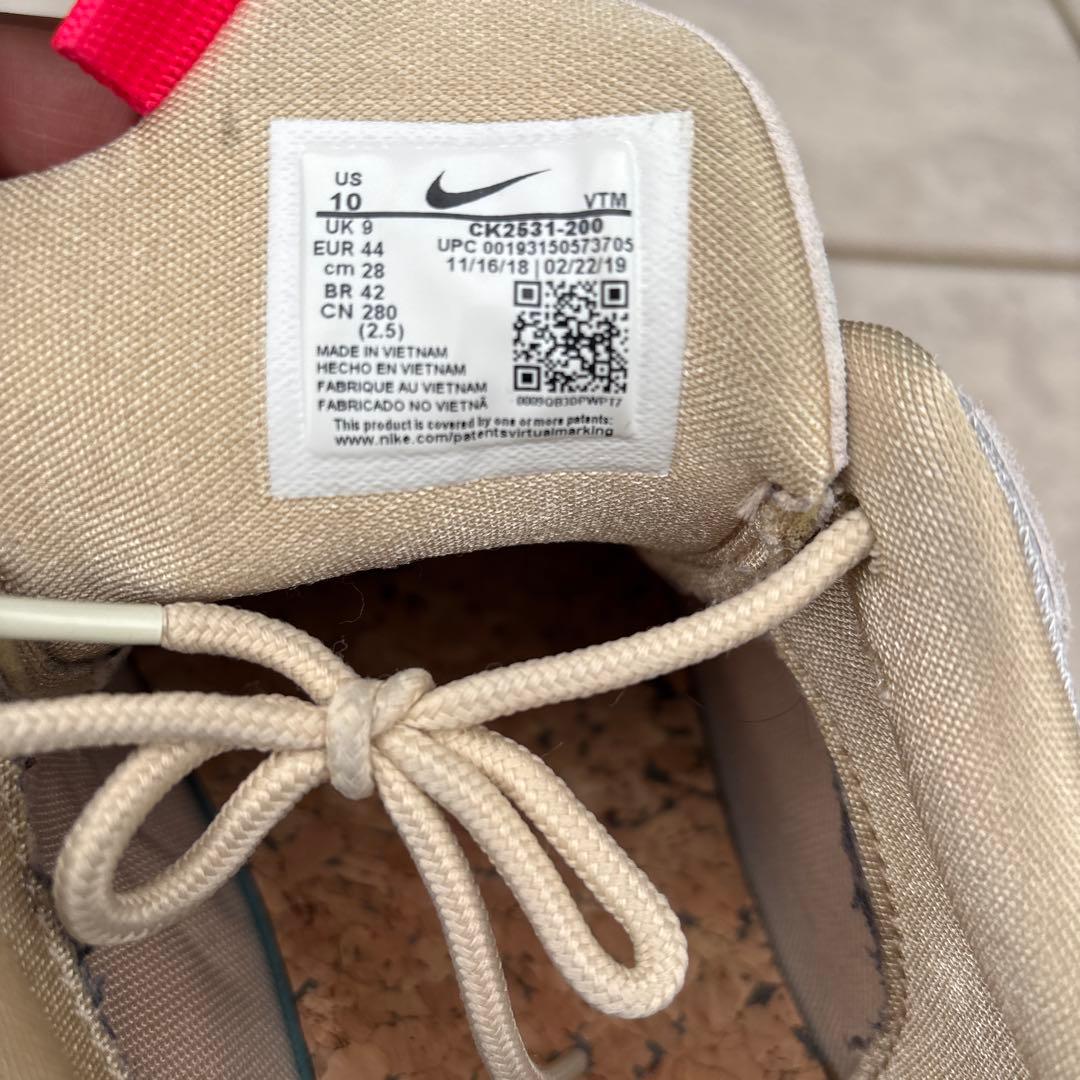 US
10
VTM
UK 9
CK2531-200
EUR 44
UPC 00193150573705
cm 28
11/16/18 | 02/22/19
BR 42
CN 280
(2.5)
MADE IN VIETNAM
HECHO EN VIETNAM
FABRIQUE AU VIETNAM
FABRICADO NO VIETNÃ
This product is covered by one or more patents:
www.nike.com/patentsvirtualmarking